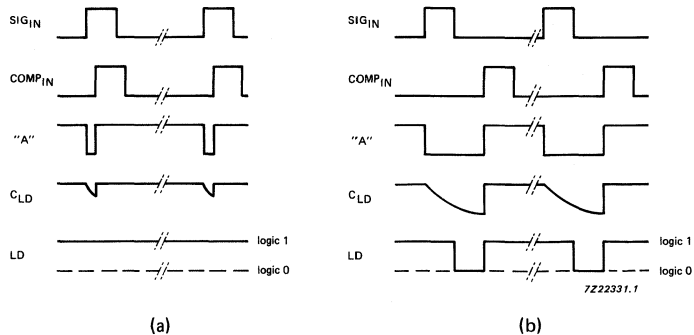 SIG_IN
COMP_IN
"A"
C_LD
LD
logic 1
logic 0
(a)
SIG_IN
COMP_IN
"A"
C_LD
LD
logic 1
logic 0
7Z22331.1
(b)